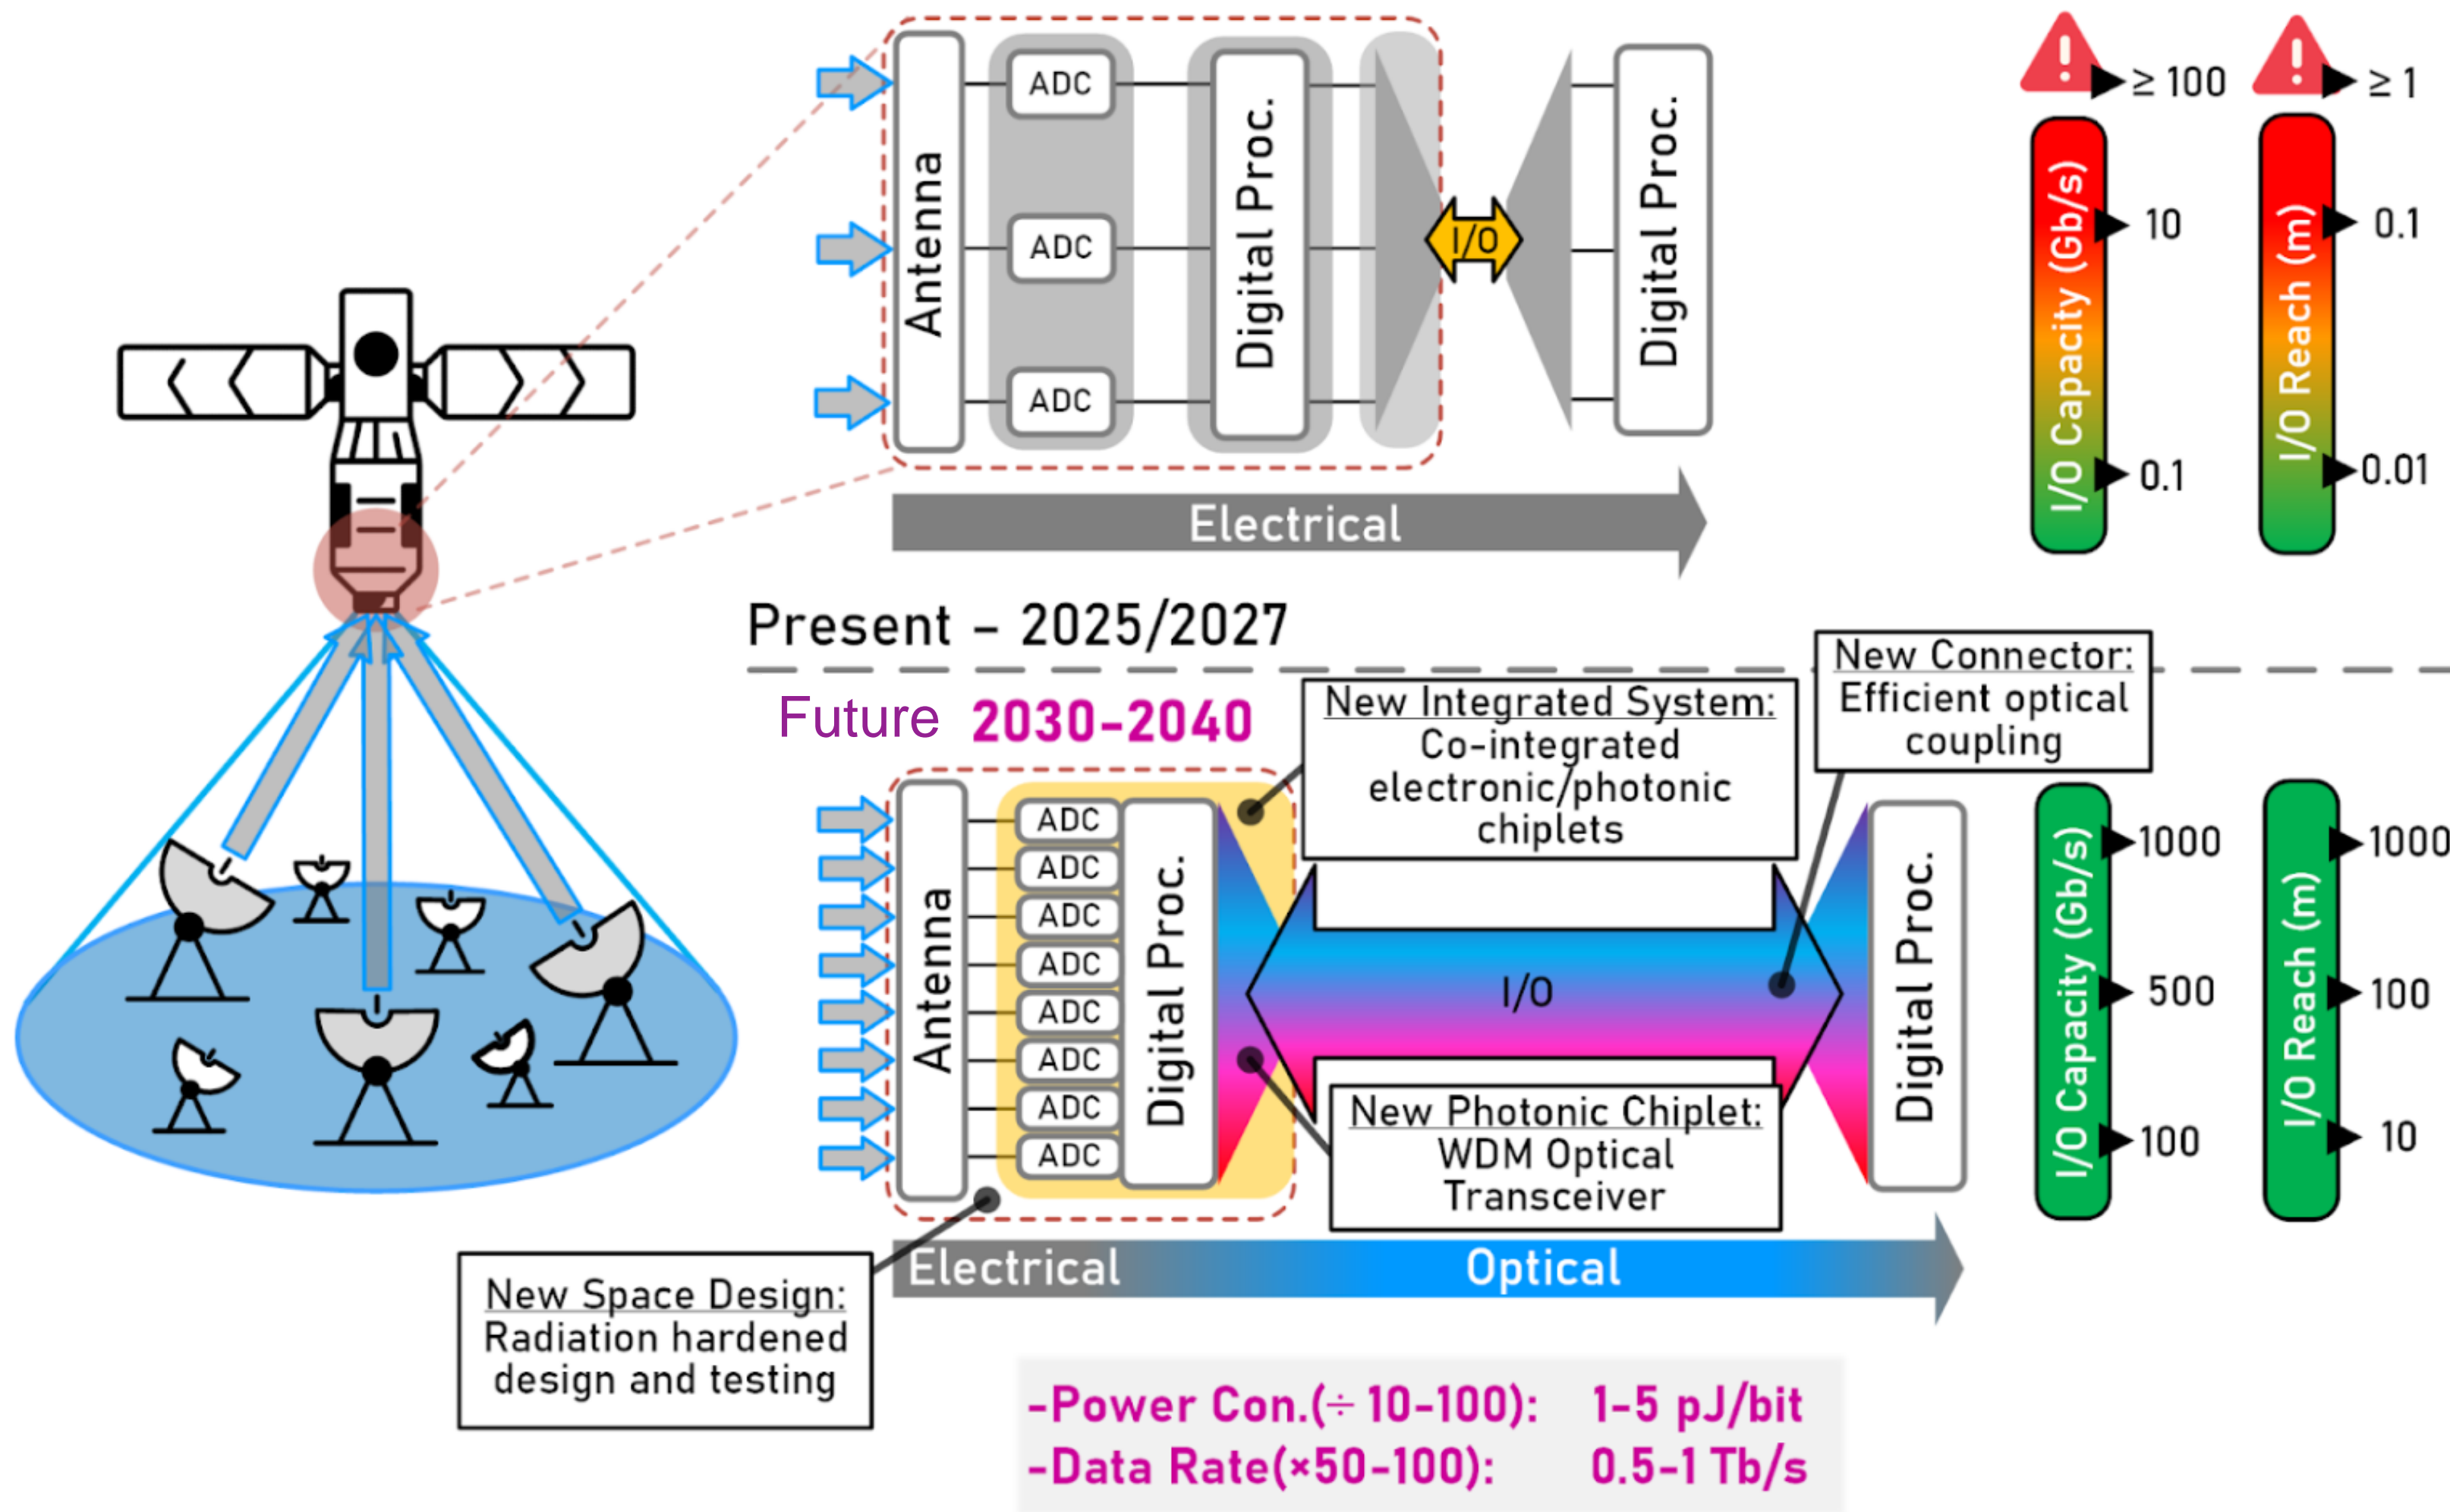 Antenna
ADC
ADC
ADC
Digital Proc.
I/O
Digital Proc.
Electrical
I/O Capacity (Gb/s)
≥ 100
10
0.1
I/O Reach (m)
≥ 1
0.1
0.01
Present – 2025/2027
Future 2030-2040
New Integrated System:
Co-integrated
electronic/photonic
chiplets
New Connector:
Efficient optical
coupling
Antenna
ADC
ADC
ADC
ADC
ADC
ADC
ADC
ADC
Digital Proc.
I/O
Digital Proc.
New Photonic Chiplet:
WDM Optical
Transceiver
I/O Capacity (Gb/s)
1000
500
100
I/O Reach (m)
1000
100
10
Electrical
Optical
New Space Design:
Radiation hardened
design and testing
-Power Con.(÷ 10-100): 1-5 pJ/bit
-Data Rate(×50-100): 0.5-1 Tb/s